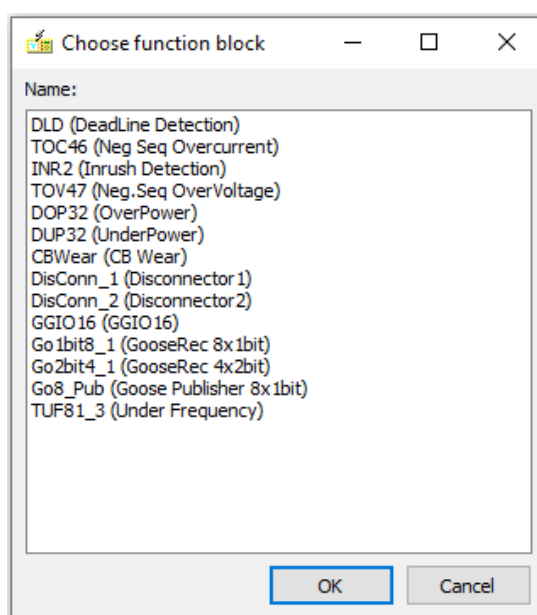 Choose function block
Name:
DLD (DeadLine Detection)
TOC46 (Neg Seq Overcurrent)
INR2 (Inrush Detection)
TOV47 (Neg.Seq OverVoltage)
DOP32 (OverPower)
DUP32 (UnderPower)
CBWear (CB Wear)
DisConn_1 (Disconnector1)
DisConn_2 (Disconnector2)
GGIO16 (GGIO16)
Go1bit8_1 (GooseRec 8x1bit)
Go2bit4_1 (GooseRec 4x2bit)
Go8_Pub (Goose Publisher 8x1bit)
TUF81_3 (Under Frequency)
OK Cancel